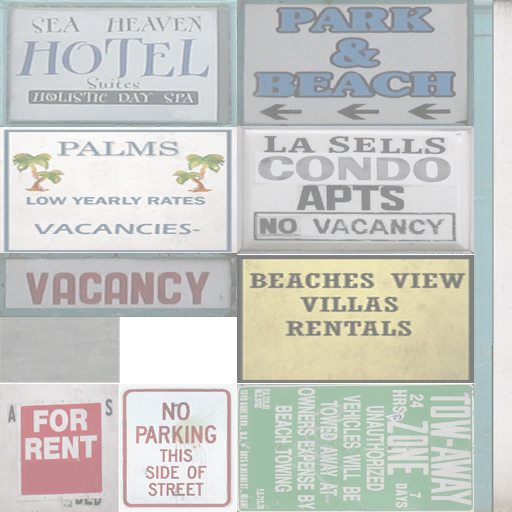 SEA HEAVEN
HOTEL
Suites
HOLISTIC DAY SPA
PARK
&
BEACH
PALMS
LOW YEARLY RATES
VACANCIES-
LA SELLS
CONDO
APTS
NO VACANCY
VACANCY
BEACHES VIEW
VILLAS
RENTALS
A S
FOR
RENT
NO
PARKING
THIS
SIDE OF
STREET
TOW-AWAY
24 ZONE 7
HRS DAYS
UNAUTHORIZED
VEHICLES WILL BE
TOWED AWAY AT
OWNERS EXPENSE BY
BEACH TOWING